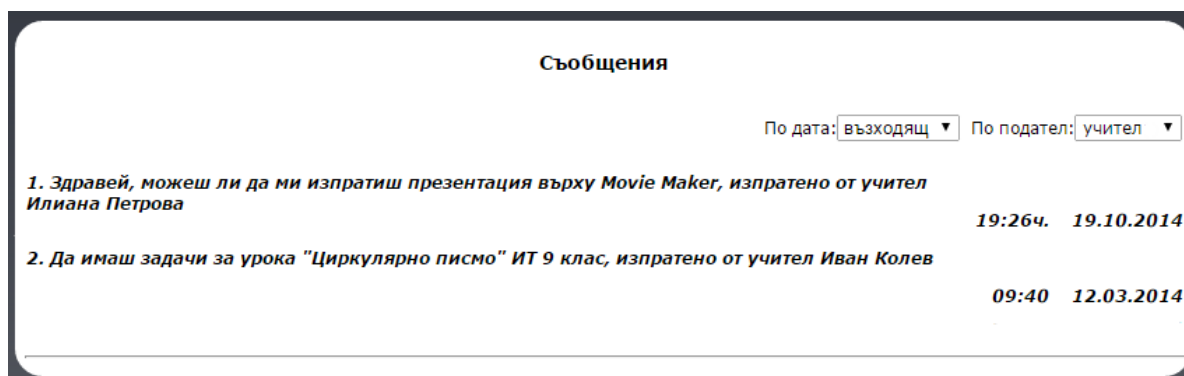 Съобщения
По дата: възходящ ▼ По подател: учител ▼
1. Здравей, можеш ли да ми изпратиш презентация върху Movie Maker, изпратено от учител
Илиана Петрова
19:26ч. 19.10.2014
2. Да имаш задачи за урока "Циркулярно писмо" ИТ 9 клас, изпратено от учител Иван Колев
09:40 12.03.2014